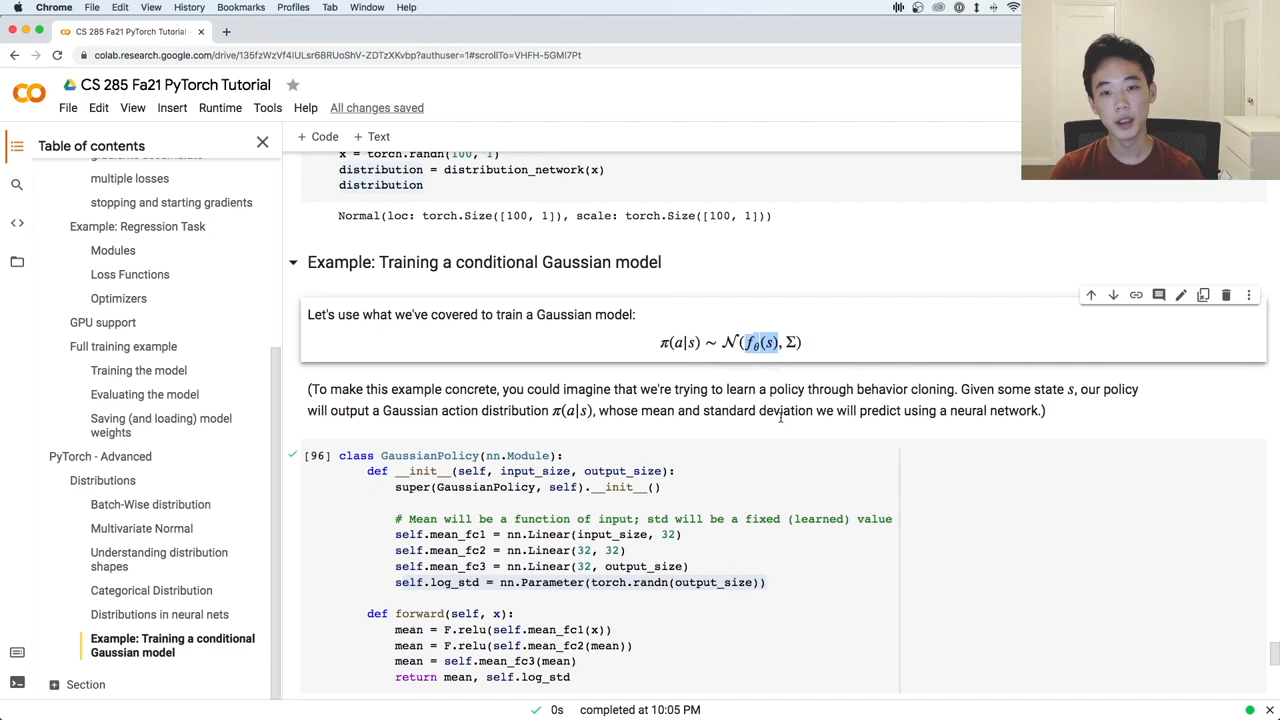 Chrome File Edit View History Bookmarks Profiles Tab Window Help
CS 285 Fa21 PyTorch Tutorial
colab.research.google.com/drive/135fzWzVf4lULsr68RUoShV-ZDTzXKvbp?authuser=1#scrollTo=VHFH-5GMl7Pt
CS 285 Fa21 PyTorch Tutorial
File Edit View Insert Runtime Tools Help All changes saved
Table of contents
gradients accumulate
multiple losses
stopping and starting gradients
Example: Regression Task
Modules
Loss Functions
Optimizers
GPU support
Full training example
Training the model
Evaluating the model
Saving (and loading) model
weights
PyTorch - Advanced
Distributions
Batch-Wise distribution
Multivariate Normal
Understanding distribution
shapes
Categorical Distribution
Distributions in neural nets
Example: Training a conditional
Gaussian model
Section
+ Code + Text
x = torch.randn(100, 1)
distribution = distribution_network(x)
distribution
Normal(loc: torch.Size([100, 1]), scale: torch.Size([100, 1]))
Example: Training a conditional Gaussian model
Let's use what we've covered to train a Gaussian model:
π(a|s) ∼ 𝒩(fθ(s), Σ)
(To make this example concrete, you could imagine that we're trying to learn a policy through behavior cloning. Given some state s, our policy
will output a Gaussian action distribution π(a|s), whose mean and standard deviation we will predict using a neural network.)
[96] class GaussianPolicy(nn.Module):
def __init__(self, input_size, output_size):
super(GaussianPolicy, self).__init__()
# Mean will be a function of input; std will be a fixed (learned) value
self.mean_fc1 = nn.Linear(input_size, 32)
self.mean_fc2 = nn.Linear(32, 32)
self.mean_fc3 = nn.Linear(32, output_size)
self.log_std = nn.Parameter(torch.randn(output_size))
def forward(self, x):
mean = F.relu(self.mean_fc1(x))
mean = F.relu(self.mean_fc2(mean))
mean = self.mean_fc3(mean)
return mean, self.log_std
0s completed at 10:05 PM